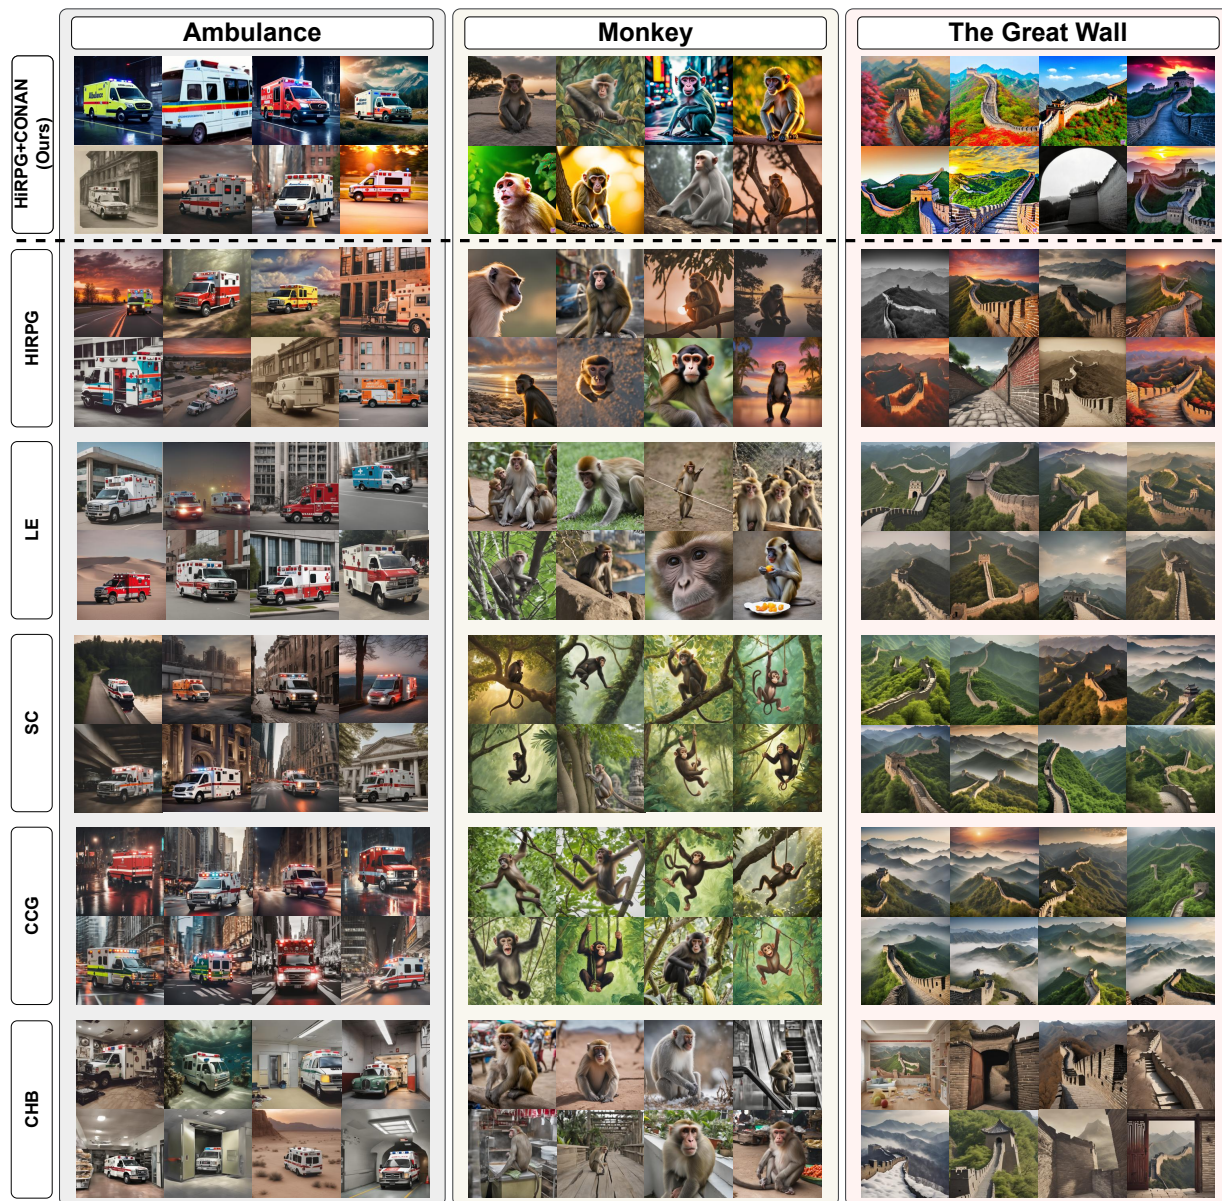 Ambulance
Monkey
The Great Wall
HiRPG+CONAN
(Ours)
HIRPG
LE
SC
CCG
CHB